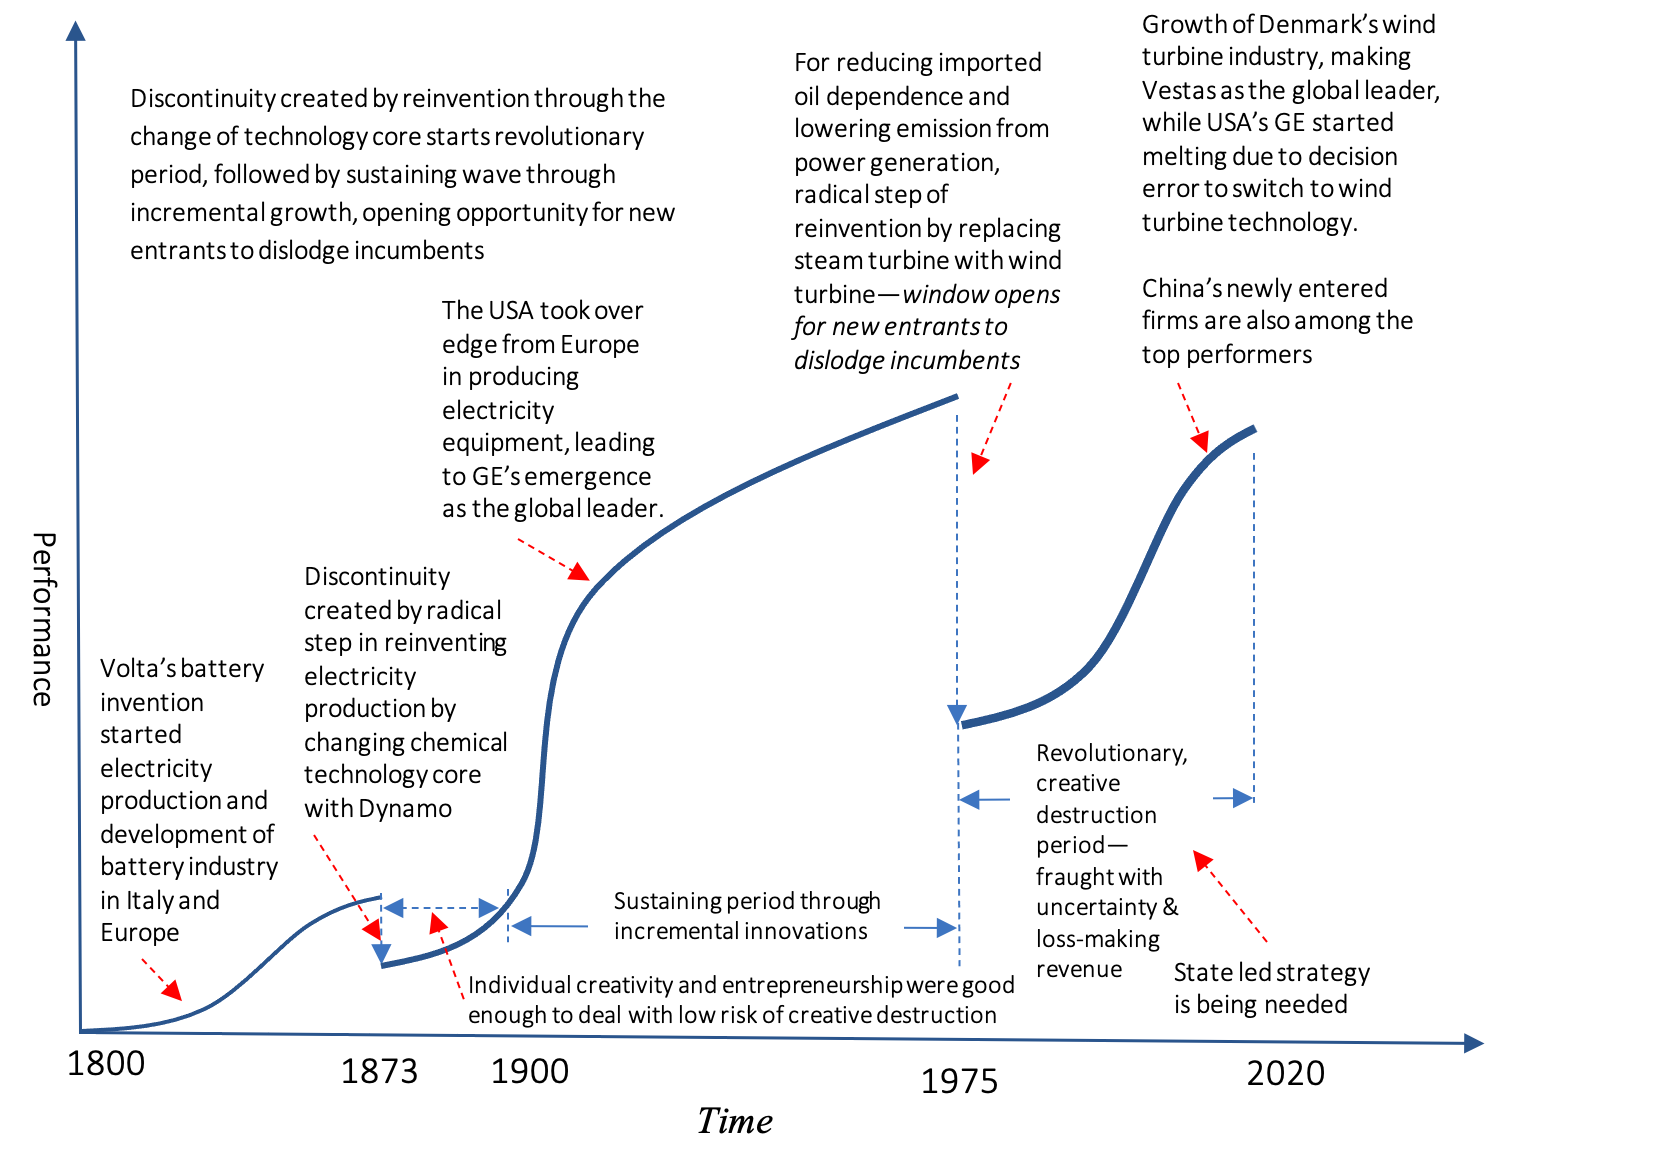 Discontinuity created by reinvention through the
change of technology core starts revolutionary
period, followed by sustaining wave through
incremental growth, opening opportunity for new
entrants to dislodge incumbents
For reducing imported
oil dependence and
lowering emission from
power generation,
radical step of
reinvention by replacing
steam turbine with wind
turbine—window opens
for new entrants to
dislodge incumbents
Growth of Denmark's wind
turbine industry, making
Vestas as the global leader,
while USA's GE started
melting due to decision
error to switch to wind
turbine technology.
China's newly entered
firms are also among the
top performers
The USA took over
edge from Europe
in producing
electricity
equipment, leading
to GE's emergence
as the global leader.
Discontinuity
created by radical
step in reinventing
electricity
production by
changing chemical
technology core
with Dynamo
Volta's battery
invention
started
electricity
production and
development of
battery industry
in Italy and
Europe
Performance
Sustaining period through
incremental innovations
Individual creativity and entrepreneurship were good
enough to deal with low risk of creative destruction
Revolutionary,
creative
destruction
period—
fraught with
uncertainty &
loss-making
revenue
State led strategy
is being needed
1800
1873
1900
1975
2020
Time